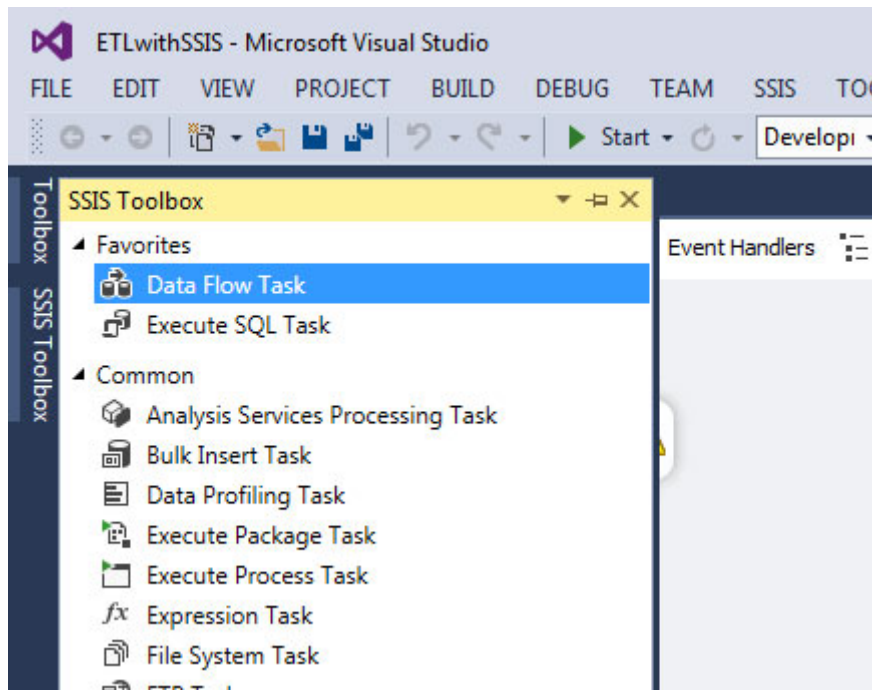 ETLwithSSIS - Microsoft Visual Studio
FILE EDIT VIEW PROJECT BUILD DEBUG TEAM SSIS
Start
Toolbox
SSIS Toolbox
SSIS Toolbox
Favorites
Data Flow Task
Execute SQL Task
Common
Analysis Services Processing Task
Bulk Insert Task
Data Profiling Task
Execute Package Task
Execute Process Task
fx Expression Task
File System Task
Event Handlers